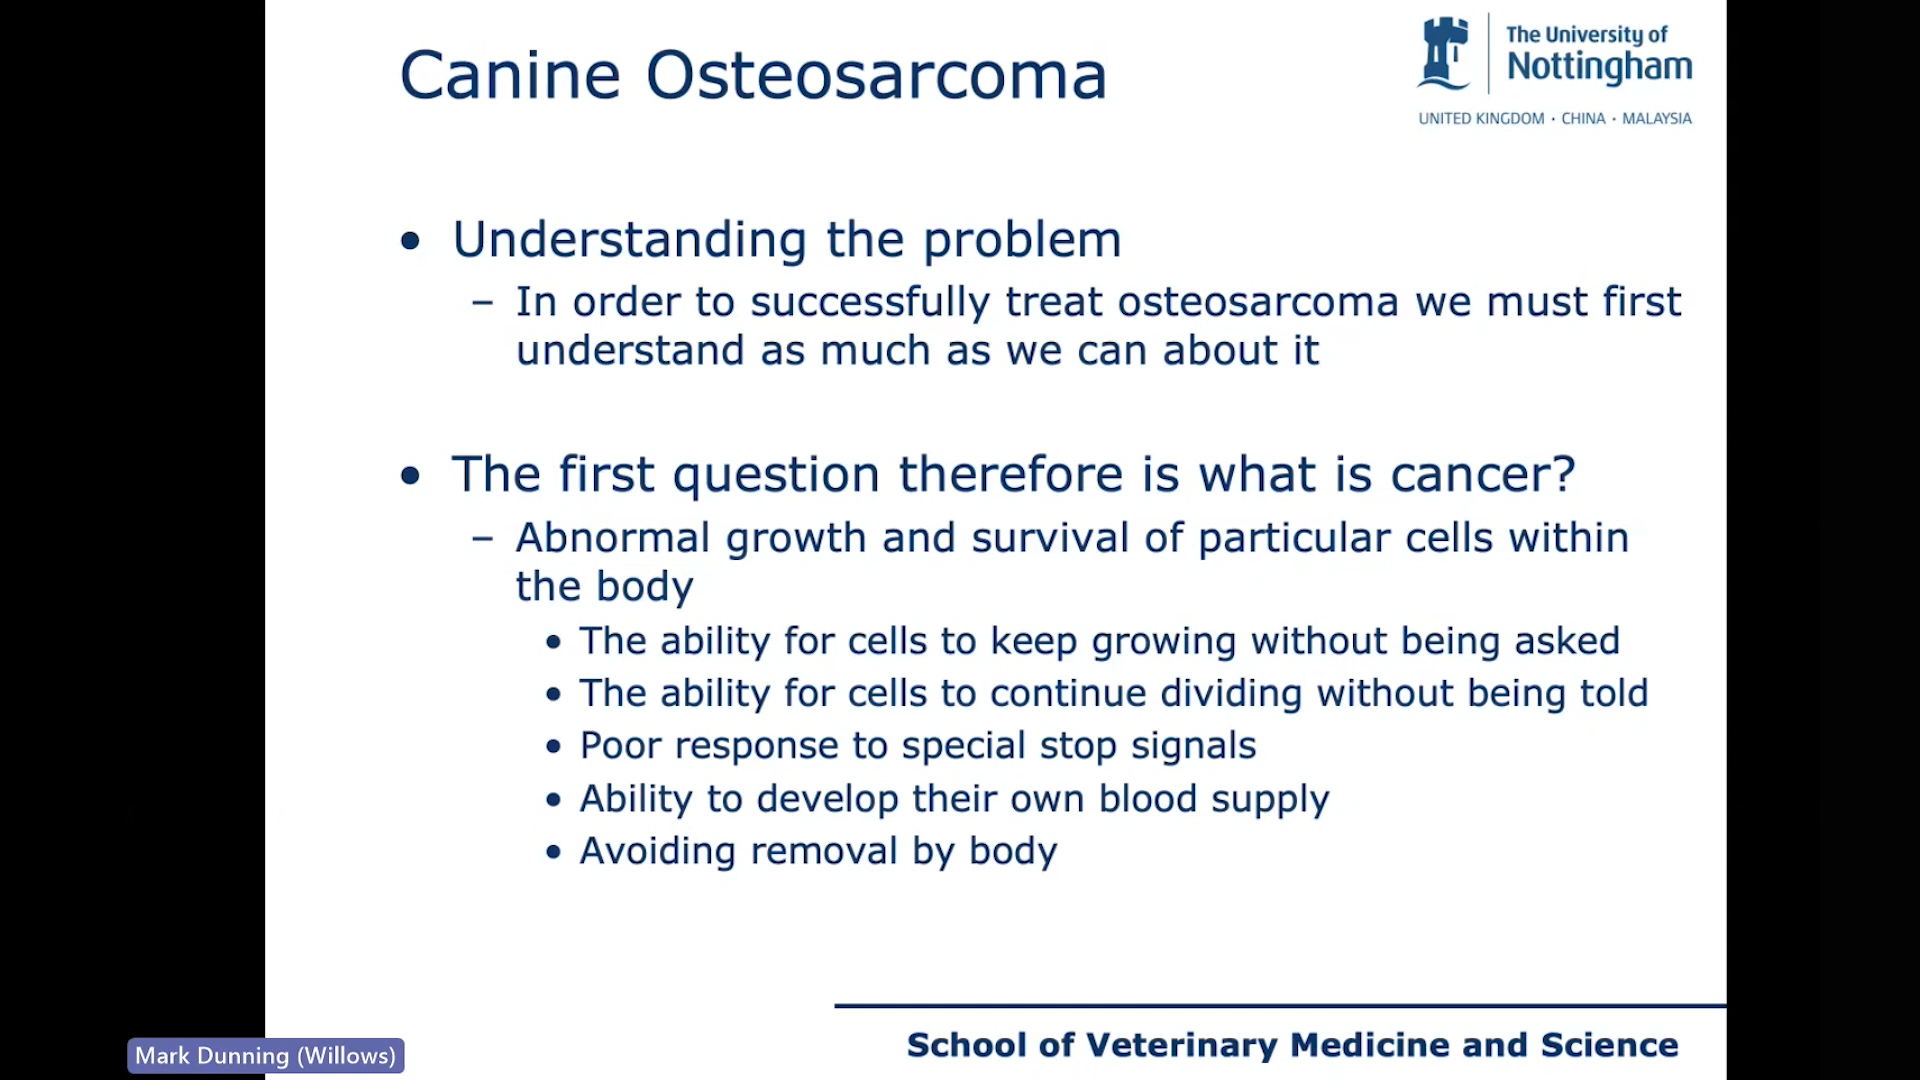 Canine Osteosarcoma
The University of
Nottingham
UNITED KINGDOM · CHINA · MALAYSIA
• Understanding the problem
– In order to successfully treat osteosarcoma we must first
understand as much as we can about it
• The first question therefore is what is cancer?
– Abnormal growth and survival of particular cells within
the body
• The ability for cells to keep growing without being asked
• The ability for cells to continue dividing without being told
• Poor response to special stop signals
• Ability to develop their own blood supply
• Avoiding removal by body
School of Veterinary Medicine and Science
Mark Dunning (Willows)